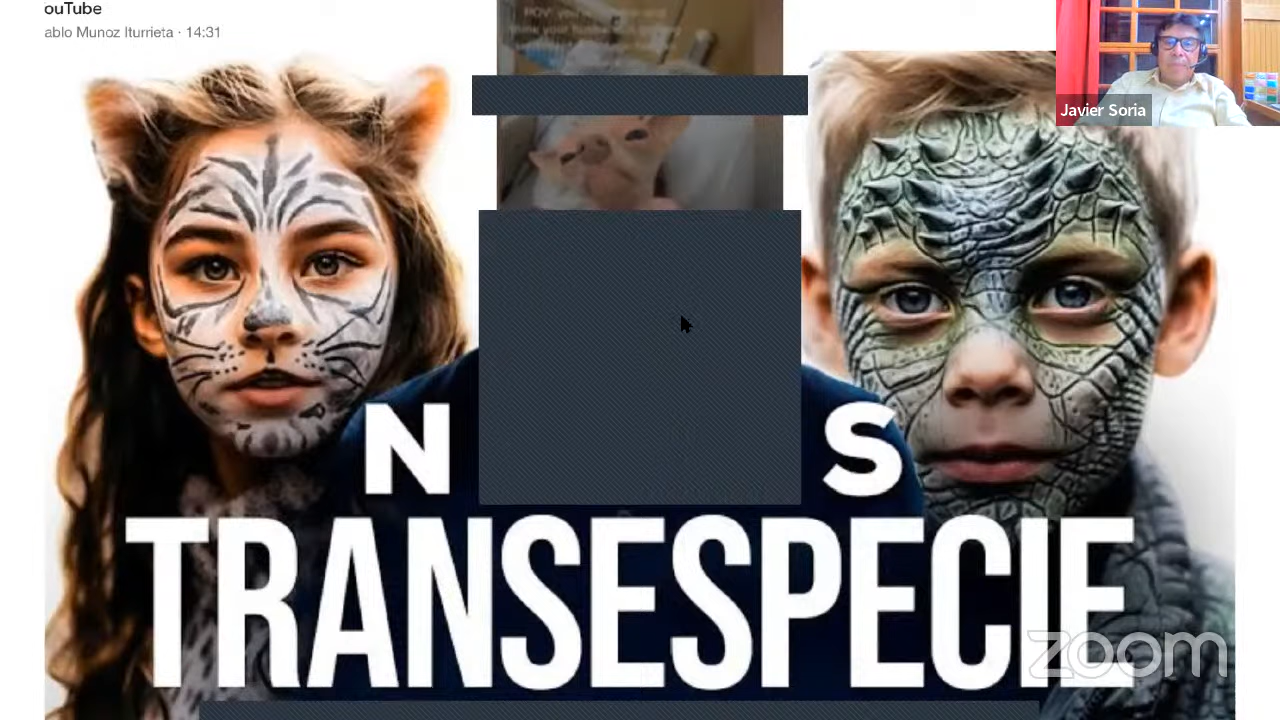 ouTube
ablo Munoz Iturrieta · 14:31
Javier Soria
N S
TRANSESPECIE
zoom